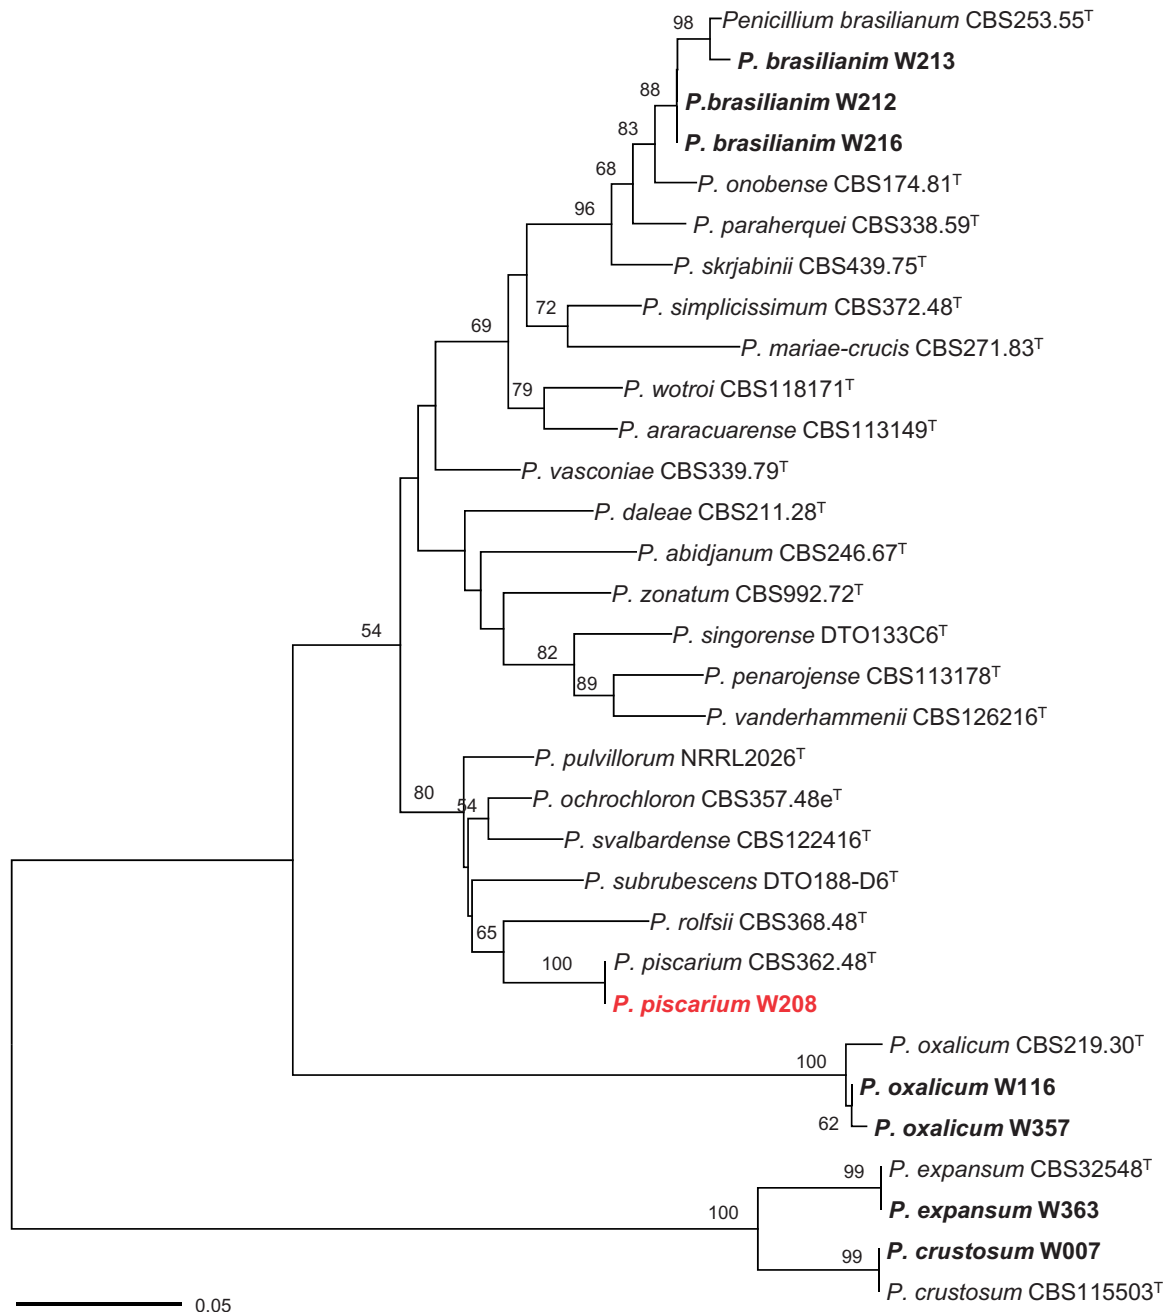 98
Penicillium brasilianum CBS253.55T
P. brasilianim W213
88
P.brasilianim W212
83
P. brasilianim W216
68
P. onobense CBS174.81T
96
P. paraherquei CBS338.59T
P. skrjabinii CBS439.75T
72
P. simplicissimum CBS372.48T
69
P. mariae-crucis CBS271.83T
79
P. wotroi CBS118171T
P. araracuarense CBS113149T
P. vasconiae CBS339.79T
P. daleae CBS211.28T
P. abidjanum CBS246.67T
P. zonatum CBS992.72T
54
P. singorense DTO133C6T
82
P. penarojense CBS113178T
89
P. vanderhammenii CBS126216T
P. pulvillorum NRRL2026T
80
54
P. ochrochloron CBS357.48eT
P. svalbardense CBS122416T
P. subrubescens DTO188-D6T
P. rolfsii CBS368.48T
65
100
P. piscarium CBS362.48T
P. piscarium W208
P. oxalicum CBS219.30T
100
P. oxalicum W116
62
P. oxalicum W357
99
P. expansum CBS32548T
100
P. expansum W363
99
P. crustosum W007
P. crustosum CBS115503T
0.05